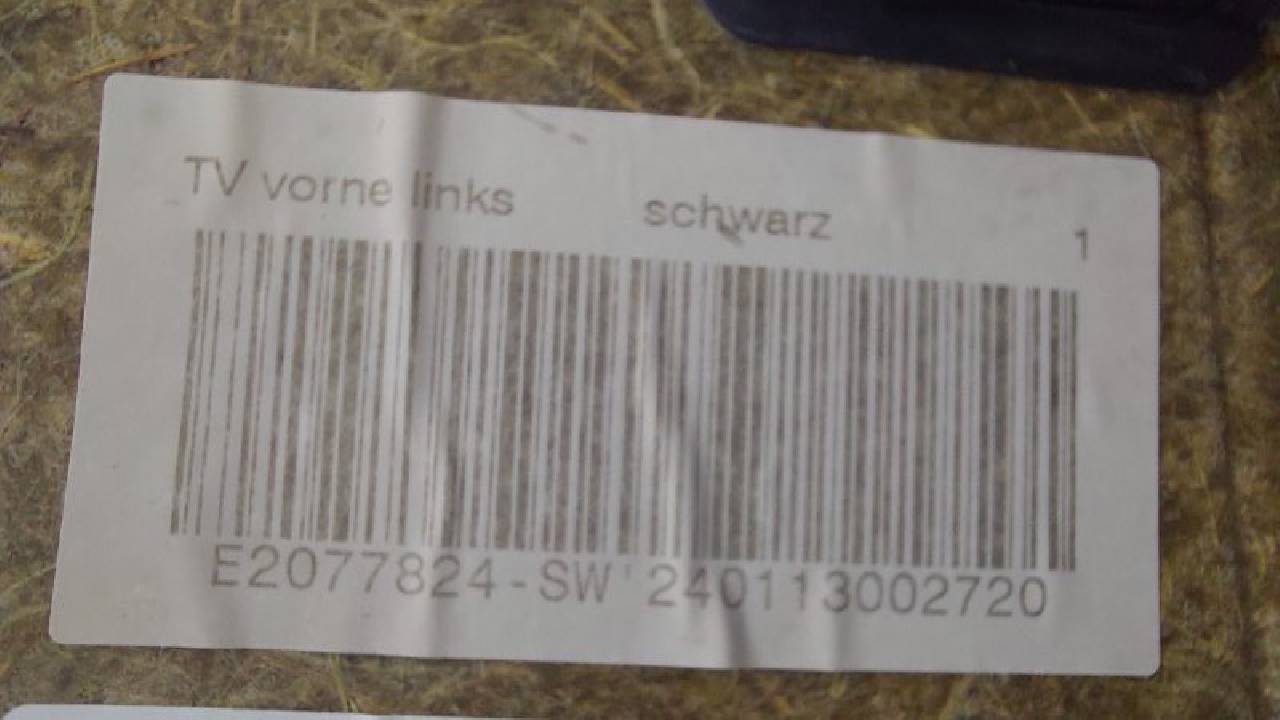 TV vorne links schwarz 1
E2077824-SW' 240113002720